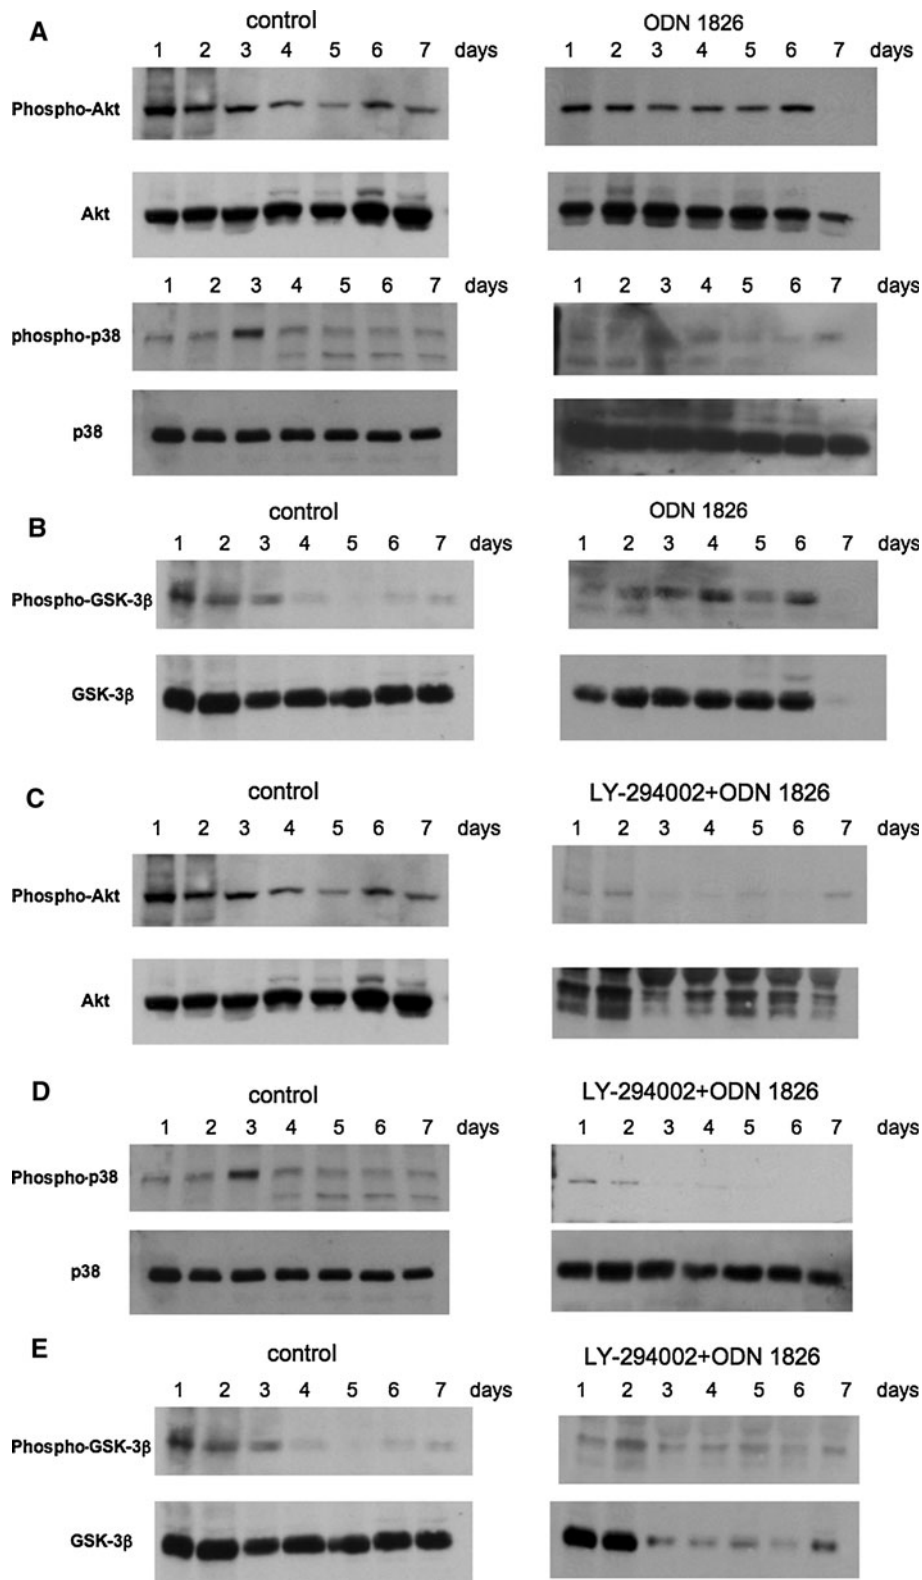 A
control
ODN 1826
1 2 3 4 5 6 7 days
1 2 3 4 5 6 7 days
Phospho-Akt
Akt
1 2 3 4 5 6 7 days
1 2 3 4 5 6 7 days
phospho-p38
p38
B
control
ODN 1826
1 2 3 4 5 6 7 days
1 2 3 4 5 6 7 days
Phospho-GSK-3β
GSK-3β
C
control
LY-294002+ODN 1826
1 2 3 4 5 6 7 days
1 2 3 4 5 6 7 days
Phospho-Akt
Akt
D
control
LY-294002+ODN 1826
1 2 3 4 5 6 7 days
1 2 3 4 5 6 7 days
Phospho-p38
p38
E
control
LY-294002+ODN 1826
1 2 3 4 5 6 7 days
1 2 3 4 5 6 7 days
Phospho-GSK-3β
GSK-3β